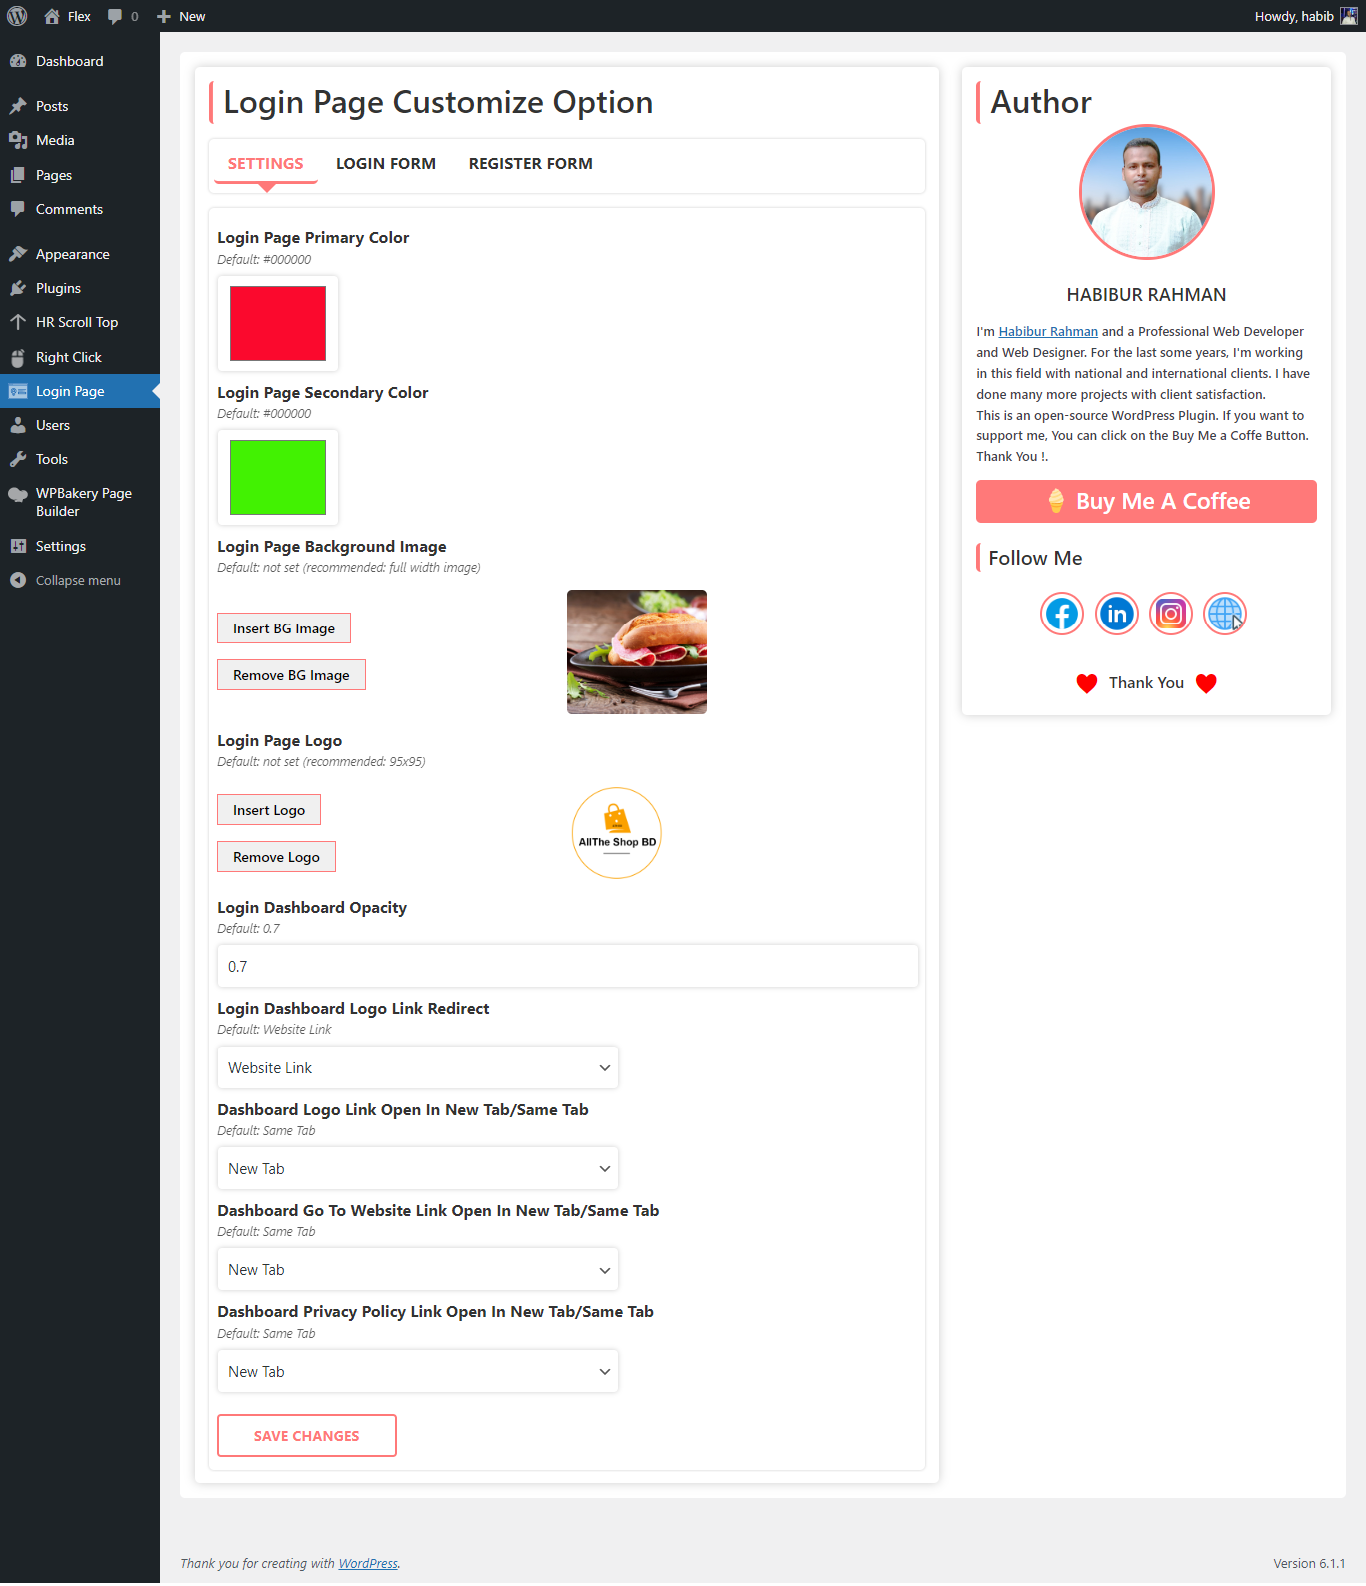 Flex
0
New
Howdy, habib
Dashboard
Posts
Media
Pages
Comments
Appearance
Plugins
HR Scroll Top
Right Click
Login Page
Users
Tools
WPBakery Page
Builder
Settings
Collapse menu
Login Page Customize Option
SETTINGS
LOGIN FORM
REGISTER FORM
Login Page Primary Color
Default: #000000
Login Page Secondary Color
Default: #000000
Login Page Background Image
Default: not set (recommended: full width image)
Insert BG Image
Remove BG Image
Login Page Logo
Default: not set (recommended: 95x95)
Insert Logo
Remove Logo
AllThe Shop BD
Login Dashboard Opacity
Default: 0.7
0.7
Login Dashboard Logo Link Redirect
Default: Website Link
Website Link
Dashboard Logo Link Open In New Tab/Same Tab
Default: Same Tab
New Tab
Dashboard Go To Website Link Open In New Tab/Same Tab
Default: Same Tab
New Tab
Dashboard Privacy Policy Link Open In New Tab/Same Tab
Default: Same Tab
New Tab
SAVE CHANGES
Author
HABIBUR RAHMAN
I'm Habibur Rahman and a Professional Web Developer
and Web Designer. For the last some years, I'm working
in this field with national and international clients. I have
done many more projects with client satisfaction.
This is an open-source WordPress Plugin. If you want to
support me, You can click on the Buy Me a Coffe Button.
Thank You !.
Buy Me A Coffee
Follow Me
Thank You
Thank you for creating with WordPress.
Version 6.1.1